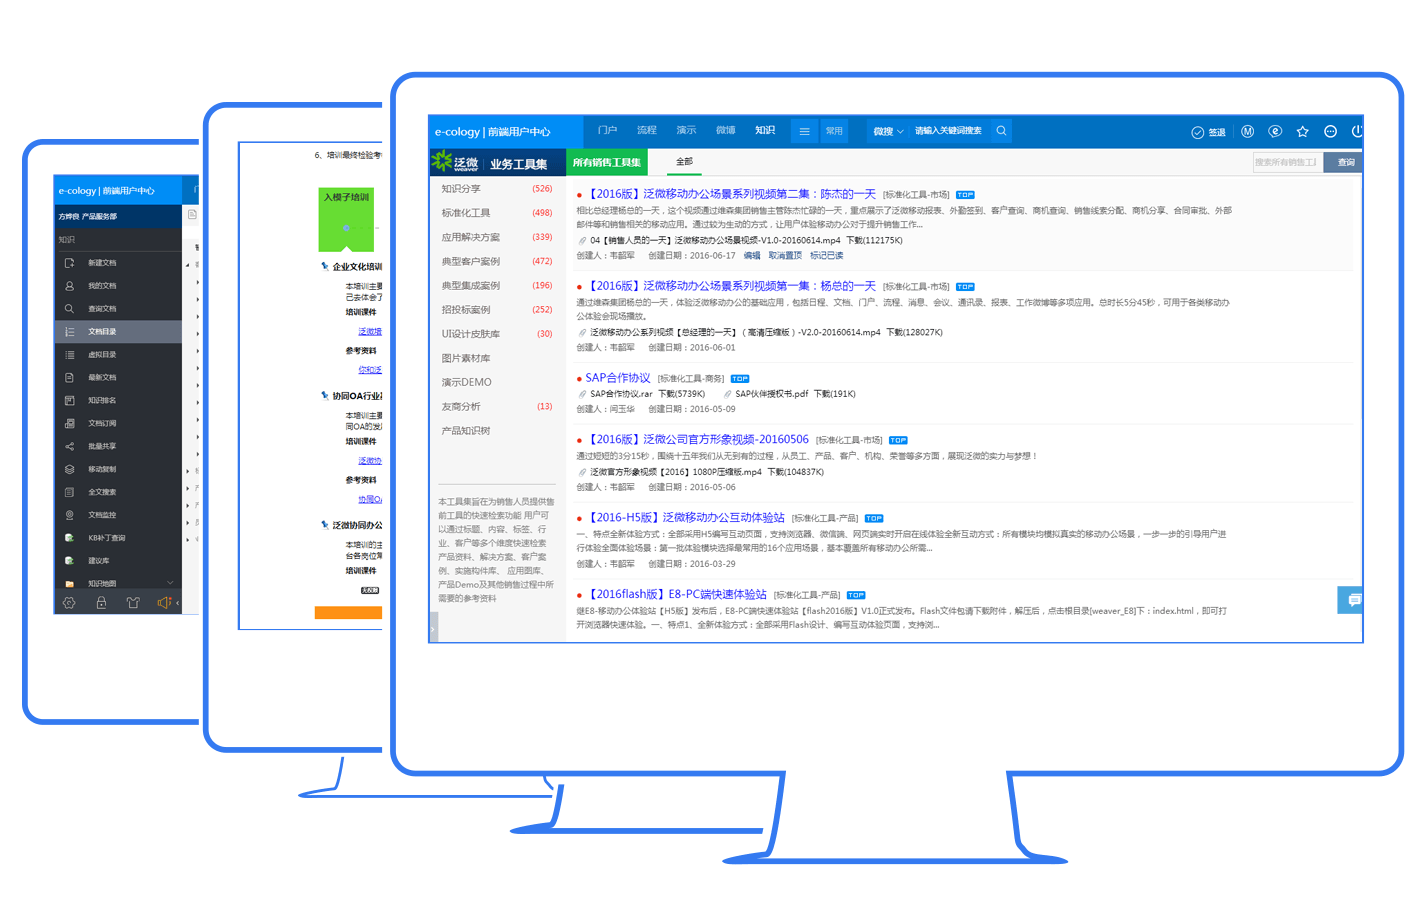 e-cology | 前端用户中心
产品服务部
知识
新建文档
我的文档
查询文档
文档目录
虚拟目录
最新文档
知识排名
文档订阅
批量共享
移动复制
全文搜索
文档监控
KB补丁查询
建议库
知识地图
6、培训最终检验考
入模子培训
企业文化培训
本培训主要
己去体会了
培训课件
泛微培
参考资料
你和泛
协同OA行业
本培训主要
同OA的发
培训课件
泛微协
参考资料
协同OA
泛微协同办公
本培训的主
台各岗位
培训课件
无权限
e-cology | 前端用户中心
门户 流程 演示 微博 知识 常用 微搜 请输入关键词搜索 签退
泛微 weaver 业务工具集 所有销售工具集 全部 搜索所有销售工具 查询
知识分享 (526)
标准化工具 (498)
应用解决方案 (339)
典型客户案例 (472)
典型集成案例 (196)
招投标案例 (252)
UI设计皮肤库 (30)
图片素材库
演示DEMO
友商分析 (13)
产品知识树
本工具集旨在为销售人员提供售
前工具的快速检索功能 用户可
以通过标题、内容、标签、行
业、客户等多个维度快速检索
产品资料、解决方案、客户案
例、实施构件库、 应用图库、
产品Demo及其他销售过程中所
需要的参考资料
【2016版】泛微移动办公场景系列视频第二集：陈杰的一天 [标准化工具-市场] TOP
相比总经理杨总的一天，这个视频通过维森集团销售主管陈杰忙碌的一天，重点展示了泛微移动报表、外勤签到、客户查询、商机查询、销售线索分配、商机分享、合同审批、外部
邮件等和销售相关的移动应用。通过较为生动的方式，让用户体验移动办公对于提升销售工作...
04【销售人员的一天】泛微移动办公场景视频-V1.0-20160614.mp4 下载(112175K)
创建人：韦韶军 创建日期：2016-06-17 编辑 取消置顶 标记已读
【2016版】泛微移动办公场景系列视频第一集：杨总的一天 [标准化工具-市场] TOP
通过维森集团杨总的一天，体验泛微移动办公的基础应用，包括日程、文档、门户、流程、消息、会议、通讯录、报表、工作微博等多项应用。总时长5分45秒，可用于各类移动办
公体验会现场播放。
泛微移动办公系列视频【总经理的一天】（高清压缩版）-V2.0-20160614.mp4 下载(128027K)
创建人：韦韶军 创建日期：2016-06-01
SAP合作协议 [标准化工具-商务] TOP
SAP合作协议.rar 下载(5739K) SAP伙伴授权书.pdf 下载(191K)
创建人：闫玉华 创建日期：2016-05-09
【2016版】泛微公司官方形象视频-20160506 [标准化工具-市场] TOP
通过短短的3分15秒，围绕十五年我们从无到有的过程，从员工、产品、客户、机构、荣誉等多方面，展现泛微的实力与梦想！
泛微官方形象视频【2016】1080P压缩版.mp4 下载(104837K)
创建人：韦韶军 创建日期：2016-05-06
【2016-H5版】泛微移动办公互动体验站 [标准化工具-产品] TOP
一、特点全新体验方式：全部采用H5编写互动页面，支持浏览器、微信端、网页端实时开启在线体验全新互动方式：所有模块均模拟真实的移动办公场景，一步一步的引导用户进
行体验全面体验场景：第一批体验模块选择最常用的16个应用场景，基本覆盖所有移动办公所需...
创建人：韦韶军 创建日期：2016-03-29
【2016flash版】E8-PC端快速体验站 [标准化工具-产品] TOP
继E8-移动办公体验站【H5版】发布后，E8-PC端快速体验站【flash2016版】V1.0正式发布。Flash文件包请下载附件，解压后，点击根目录[weaver_E8]下：index.html，即可打
开浏览器快速体验。一、特点1、全新体验方式：全部采用Flash设计、编写互动体验页面，支持浏...